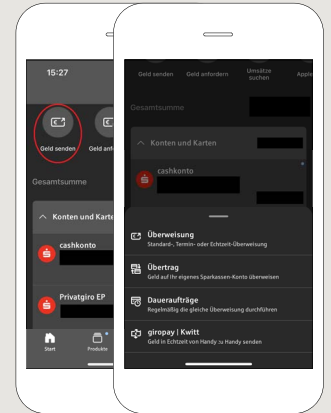 15:27
Geld senden
Geld anf
Gesamtsumme
Konten und Karte
cashkonto
Privatgiro EP
Start
Produkte
Geld senden
Geld anfordern
Umsätze suchen
Apple
Gesamtsumme
Konten und Karten
cashkonto
Überweisung
Standard-, Termin- oder Echtzeit-Überweisung
Übertrag
Geld auf Ihr eigenes Sparkassen-Konto überweisen
Daueraufträge
Regelmäßig die gleiche Überweisung durchführen
giropay | Kwitt
Geld in Echtzeit von Handy zu Handy senden